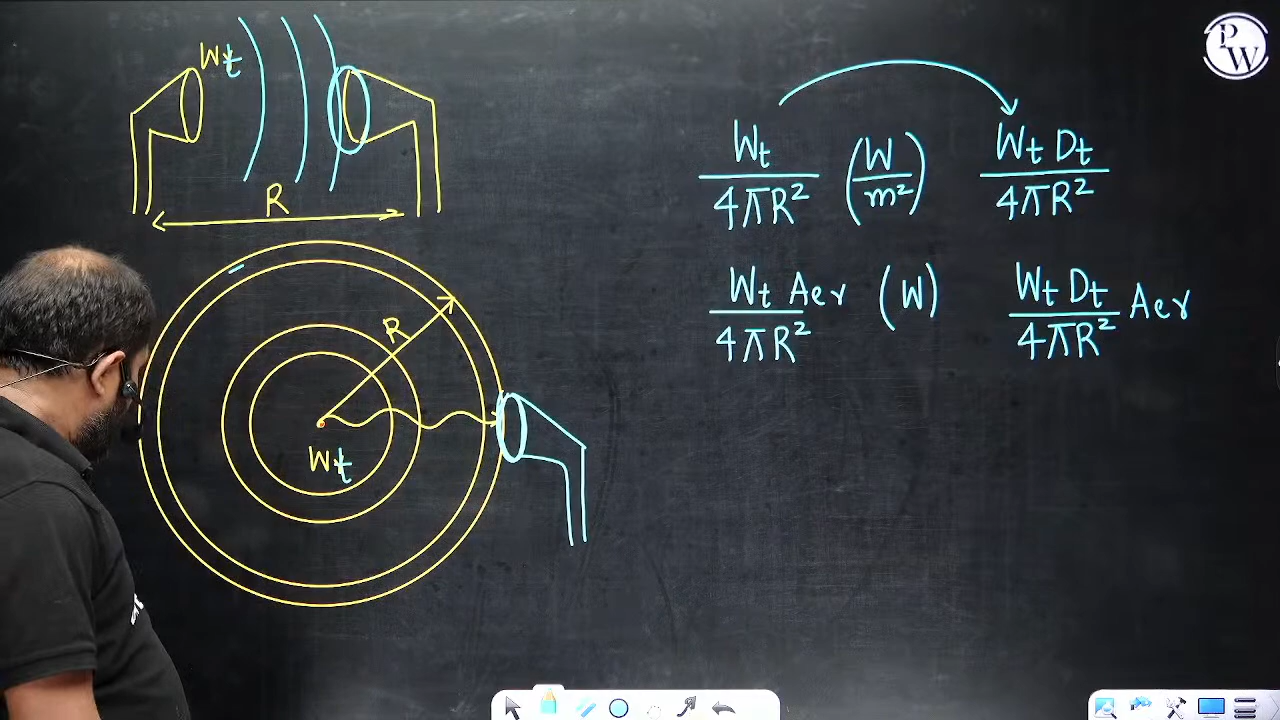 Wt
R
R
Wt
Wt / 4πR² (W/m²) Wt Dt / 4πR²
Wt Aer / 4πR² (W) Wt Dt / 4πR² Aer
PW